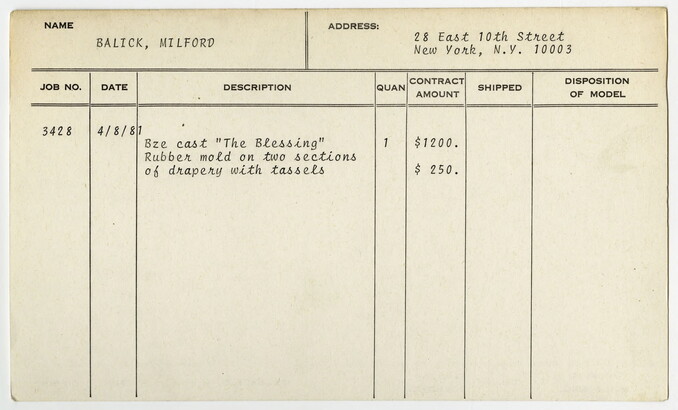 NAME
BALICK, MILFORD
ADDRESS:
28 East 10th Street
New York, N.Y. 10003
JOB NO. DATE DESCRIPTION QUAN CONTRACT AMOUNT SHIPPED DISPOSITION OF MODEL
3428 4/8/81
Bze cast "The Blessing" 1 $1200.
Rubber mold on two sections
of drapery with tassels $ 250.